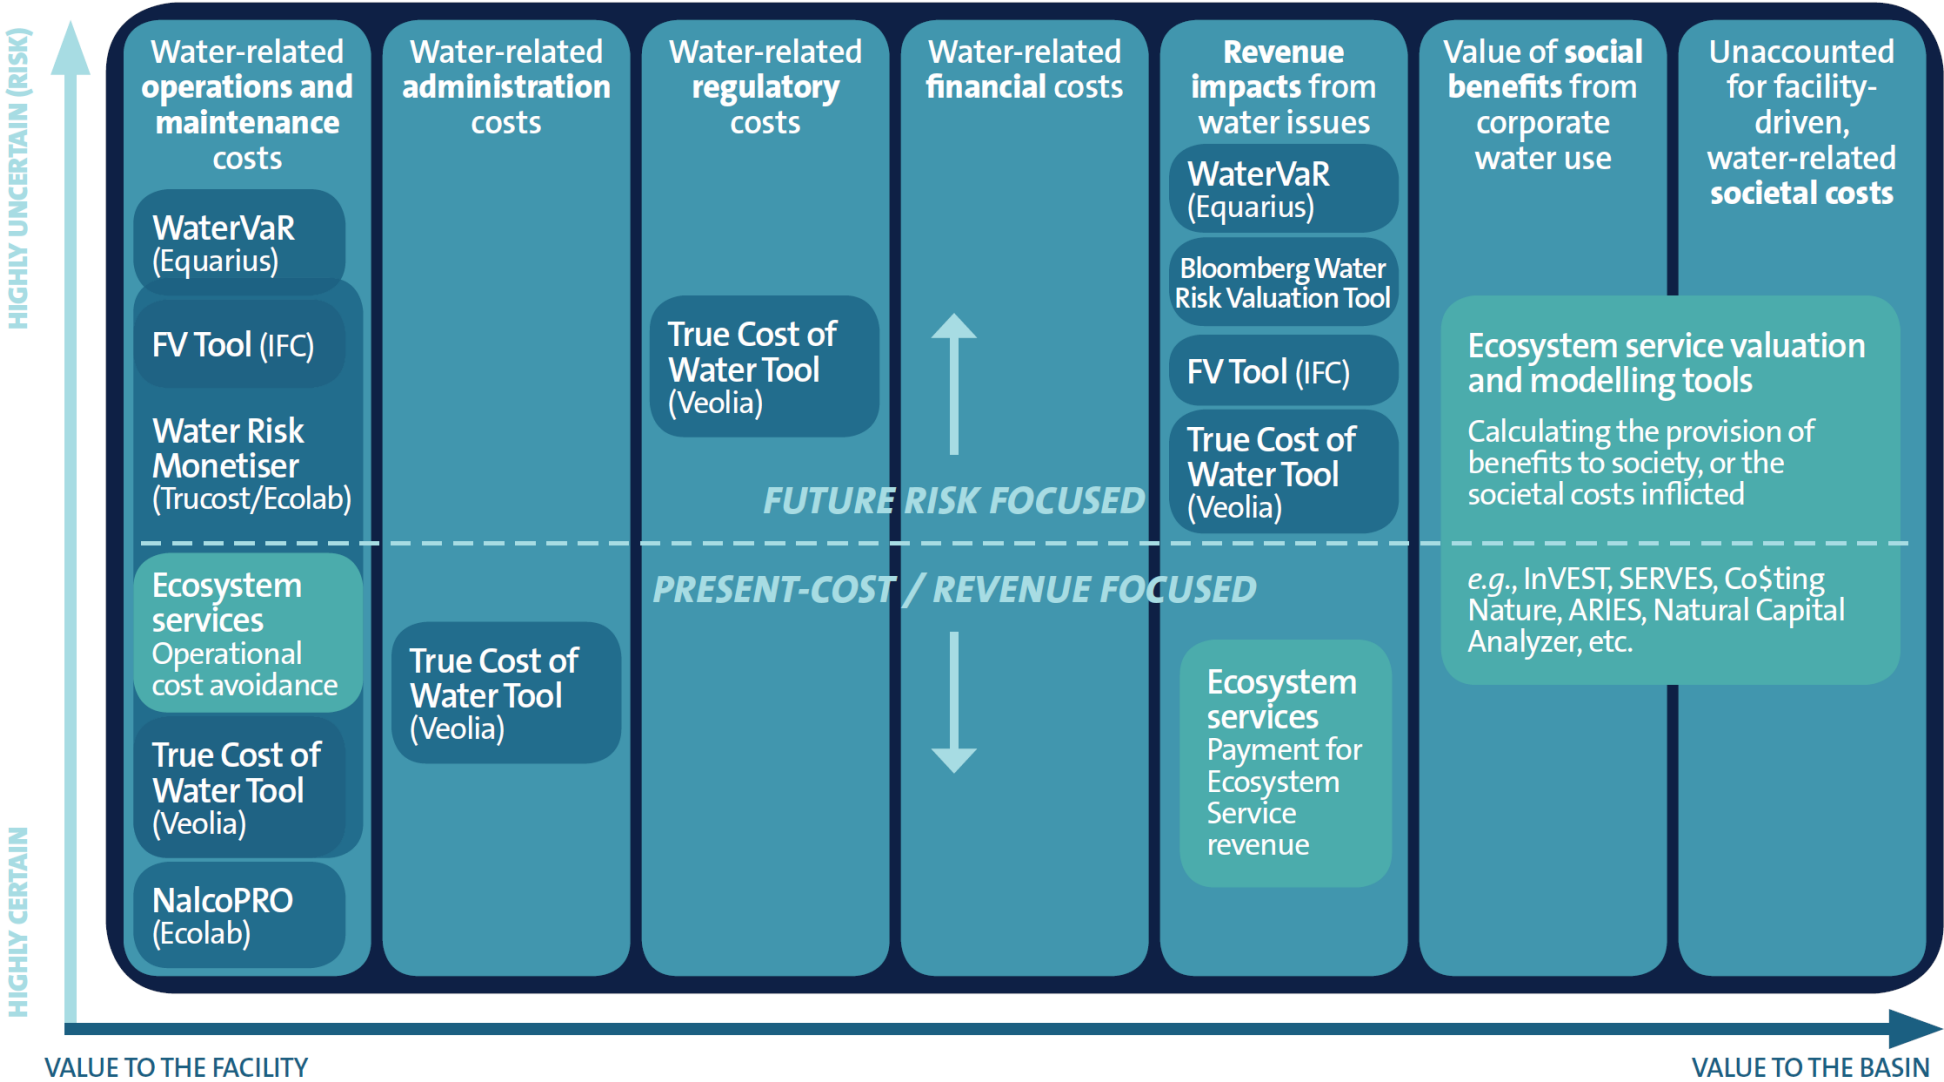 HIGHLY UNCERTAIN (RISK)
HIGHLY CERTAIN
Water-related
operations and
maintenance
costs
WaterVaR
(Equarius)
FV Tool (IFC)
Water Risk
Monetiser
(Trucost/Ecolab)
Ecosystem
services
Operational
cost avoidance
True Cost of
Water Tool
(Veolia)
NalcoPRO
(Ecolab)
Water-related
administration
costs
True Cost of
Water Tool
(Veolia)
Water-related
regulatory
costs
True Cost of
Water Tool
(Veolia)
Water-related
financial costs
FUTURE RISK FOCUSED
PRESENT-COST / REVENUE FOCUSED
Revenue
impacts from
water issues
WaterVaR
(Equarius)
Bloomberg Water
Risk Valuation Tool
FV Tool (IFC)
True Cost of
Water Tool
(Veolia)
Ecosystem
services
Payment for
Ecosystem
Service
revenue
Value of social
benefits from
corporate
water use
Unaccounted
for facility-
driven,
water-related
societal costs
Ecosystem service valuation
and modelling tools
Calculating the provision of
benefits to society, or the
societal costs inflicted
e.g., InVEST, SERVES, Co$ting
Nature, ARIES, Natural Capital
Analyzer, etc.
VALUE TO THE FACILITY
VALUE TO THE BASIN